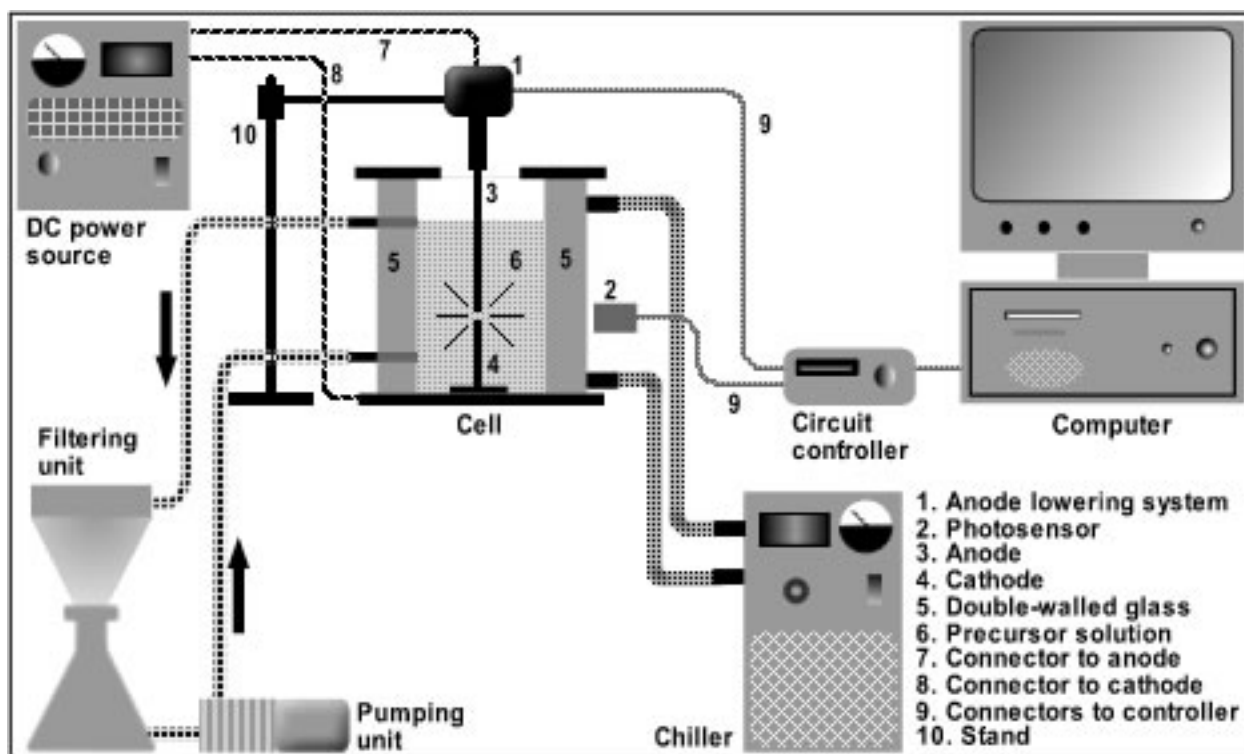 7
1
8
9
10
3
DC power
source
5
6
5
2
4
9
Cell
Circuit
controller
Computer
Filtering
unit
1. Anode lowering system
2. Photosensor
3. Anode
4. Cathode
5. Double-walled glass
6. Precursor solution
7. Connector to anode
8. Connector to cathode
9. Connectors to controller
10. Stand
Pumping
unit
Chiller